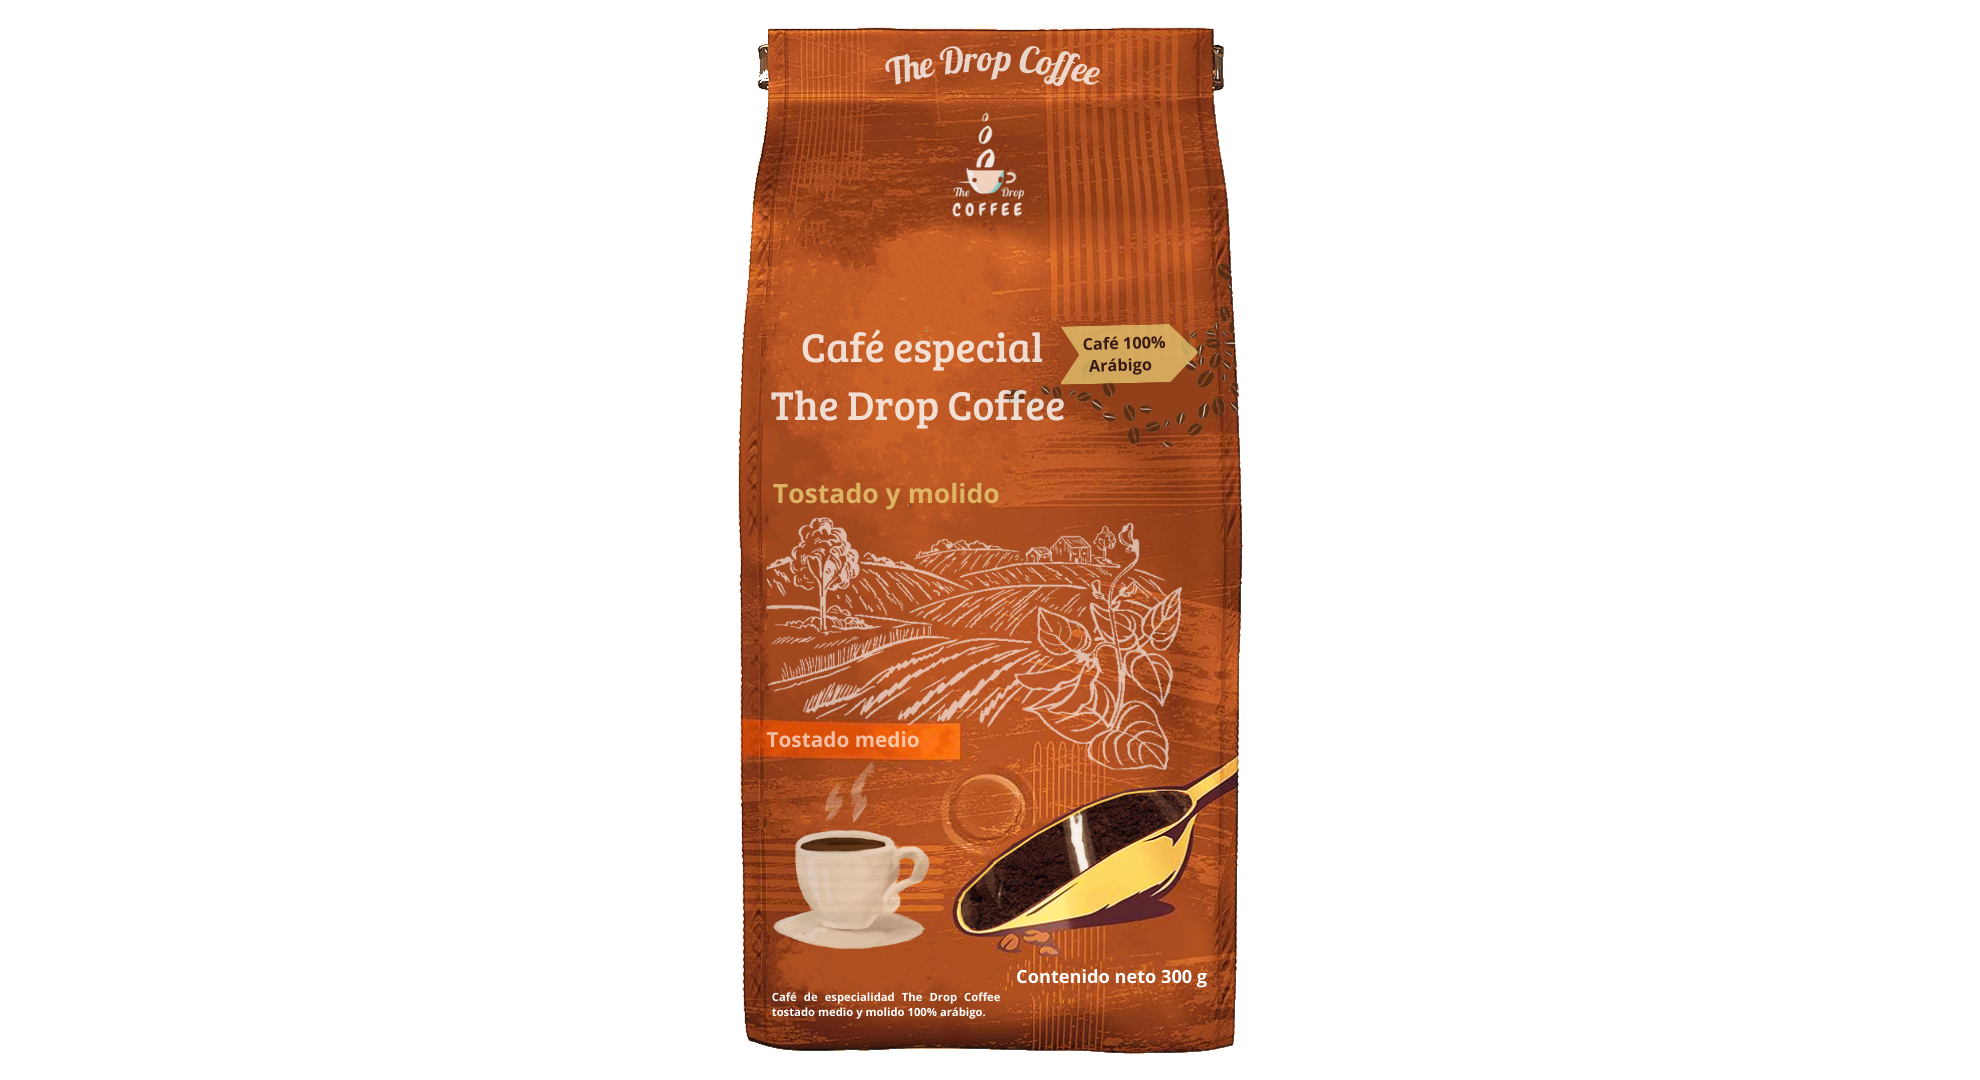 The Drop Coffee
The Drop
COFFEE
Café especial
The Drop Coffee
Café 100%
Arábigo
Tostado y molido
Tostado medio
Contenido neto 300 g
Café de especialidad The Drop Coffee
tostado medio y molido 100% arábigo.